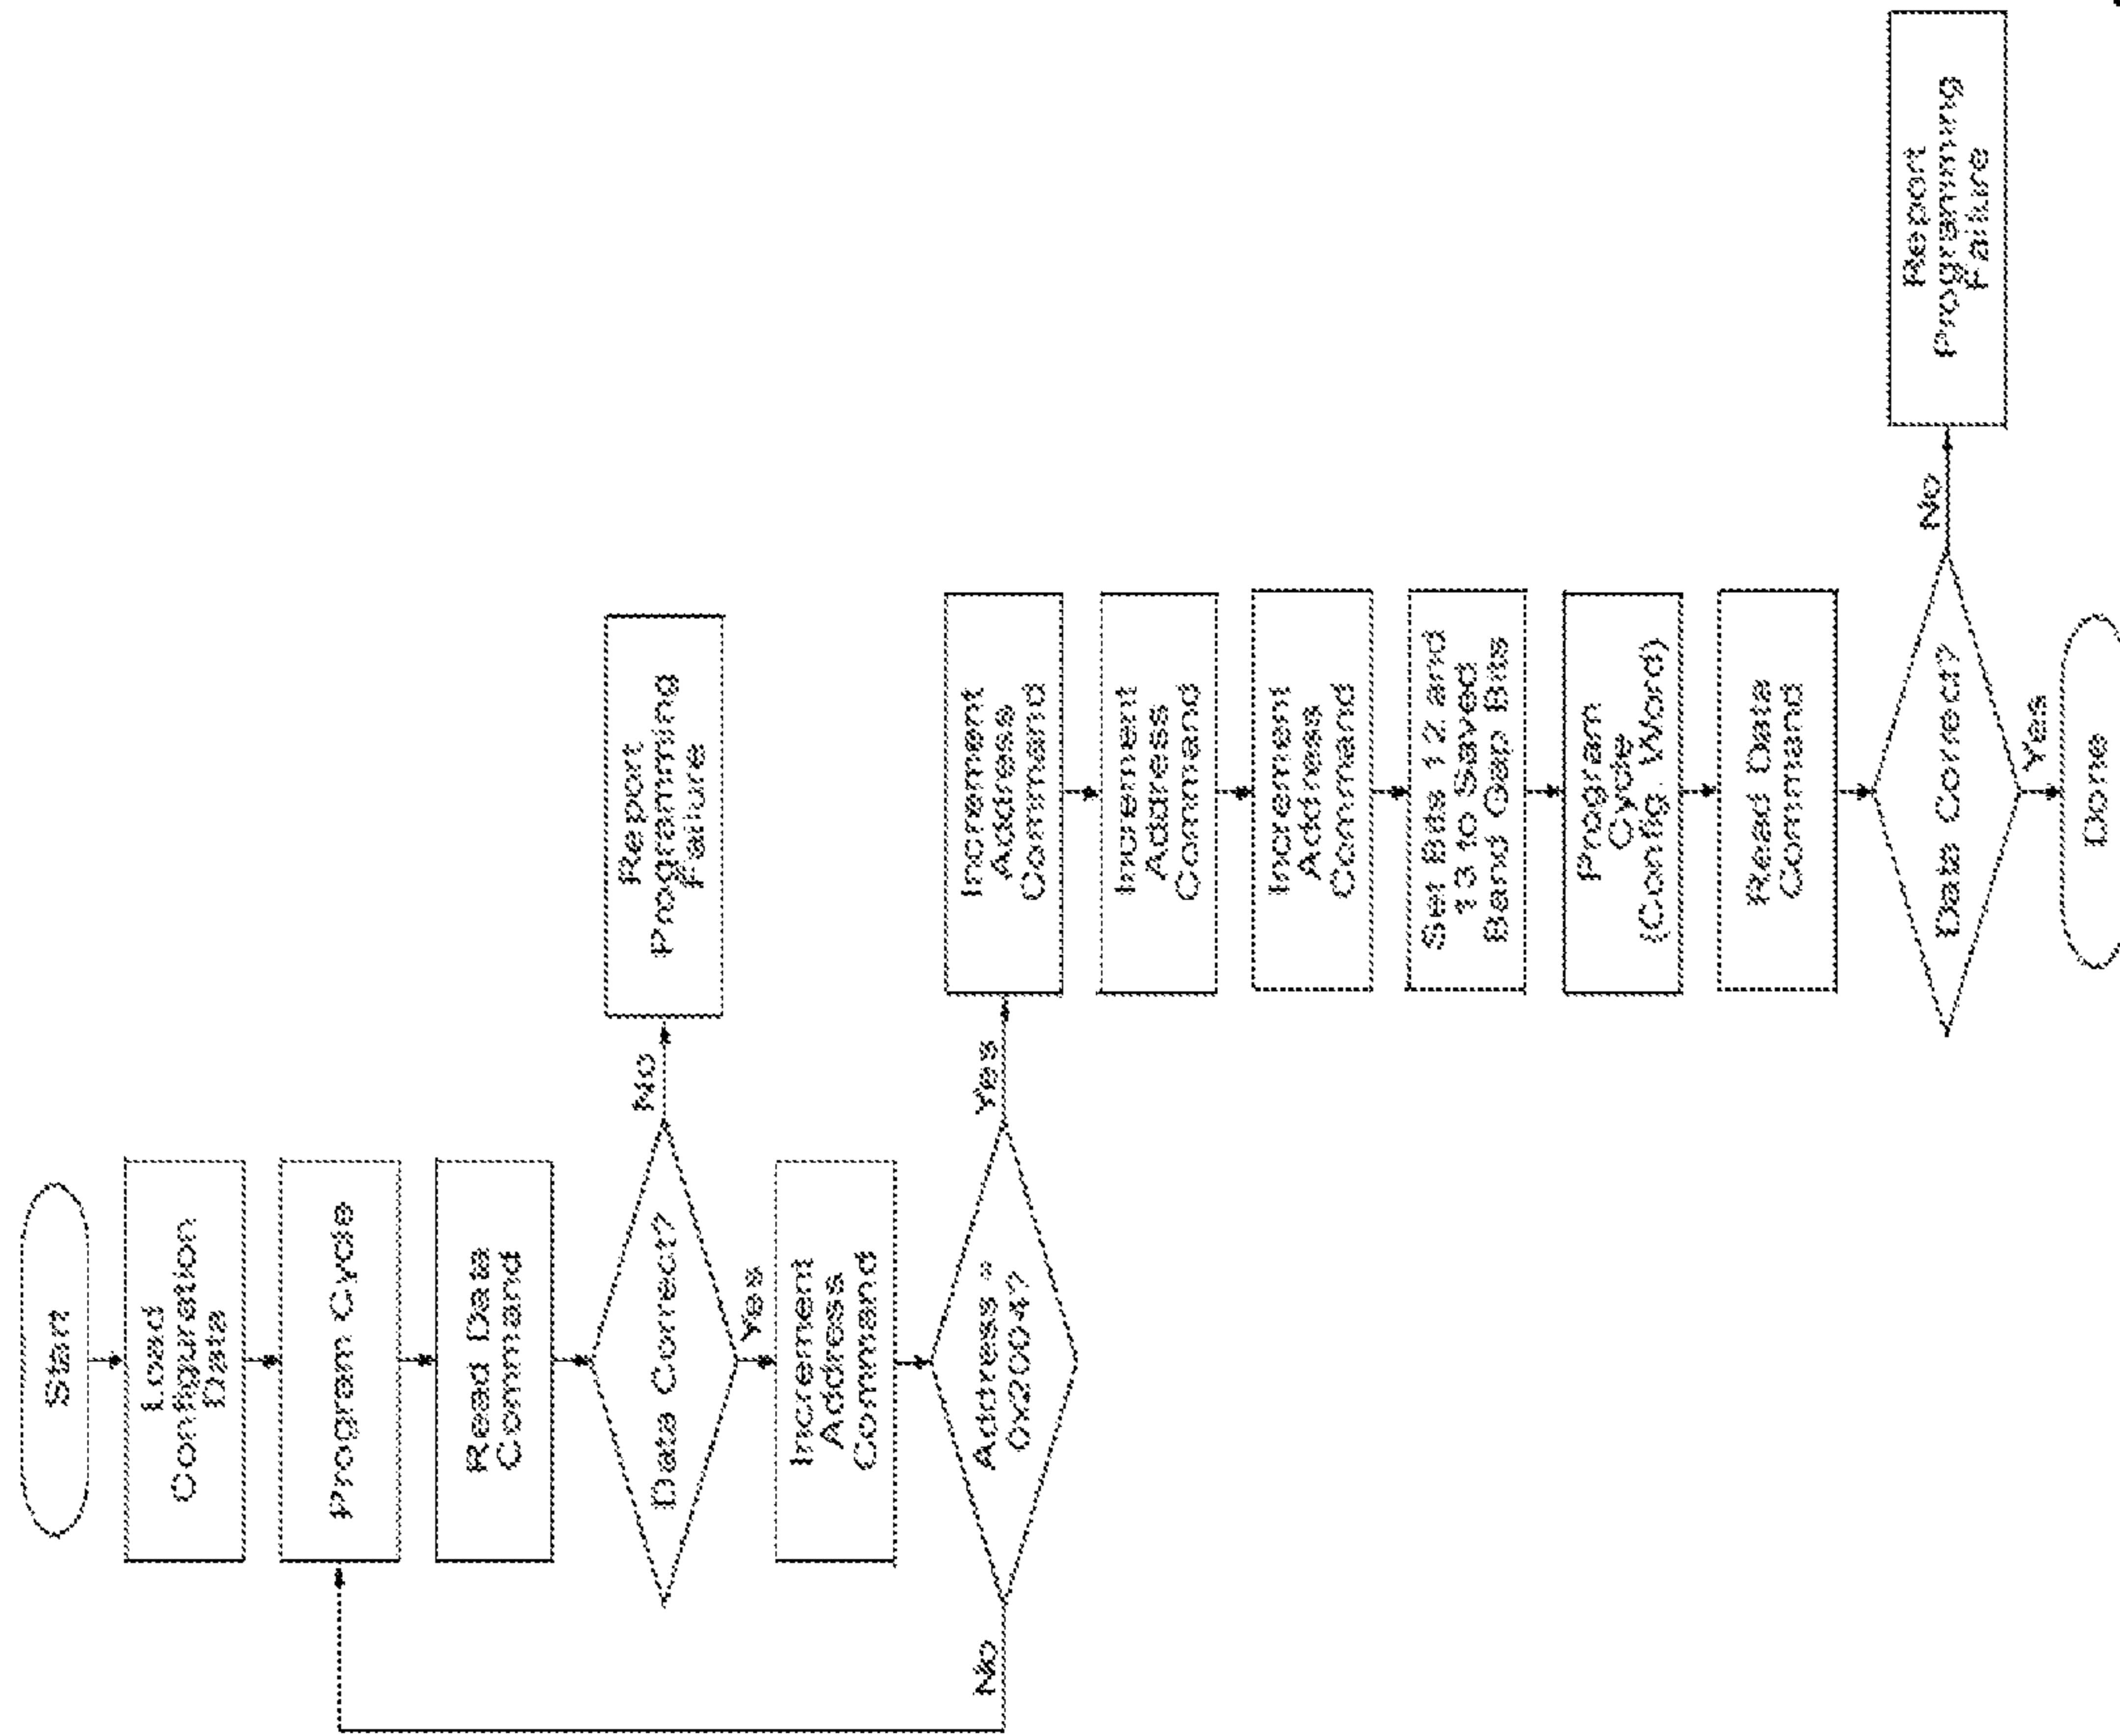 Start
Load
Configuration
Data
Program Cycle
Read Data
Command
Data Correct?
No
Report
Programming
Failure
Yes
Increment
Address
Command
Address =
0x2004?
No
Yes
Increment
Address
Command
Increment
Address
Command
Increment
Address
Command
Set Bits 12 and
13 to Saved
Band Gap Bits
Program
Cycle
(Config. Word)
Read Data
Command
Data Correct?
No
Report
Programming
Failure
Yes
Done